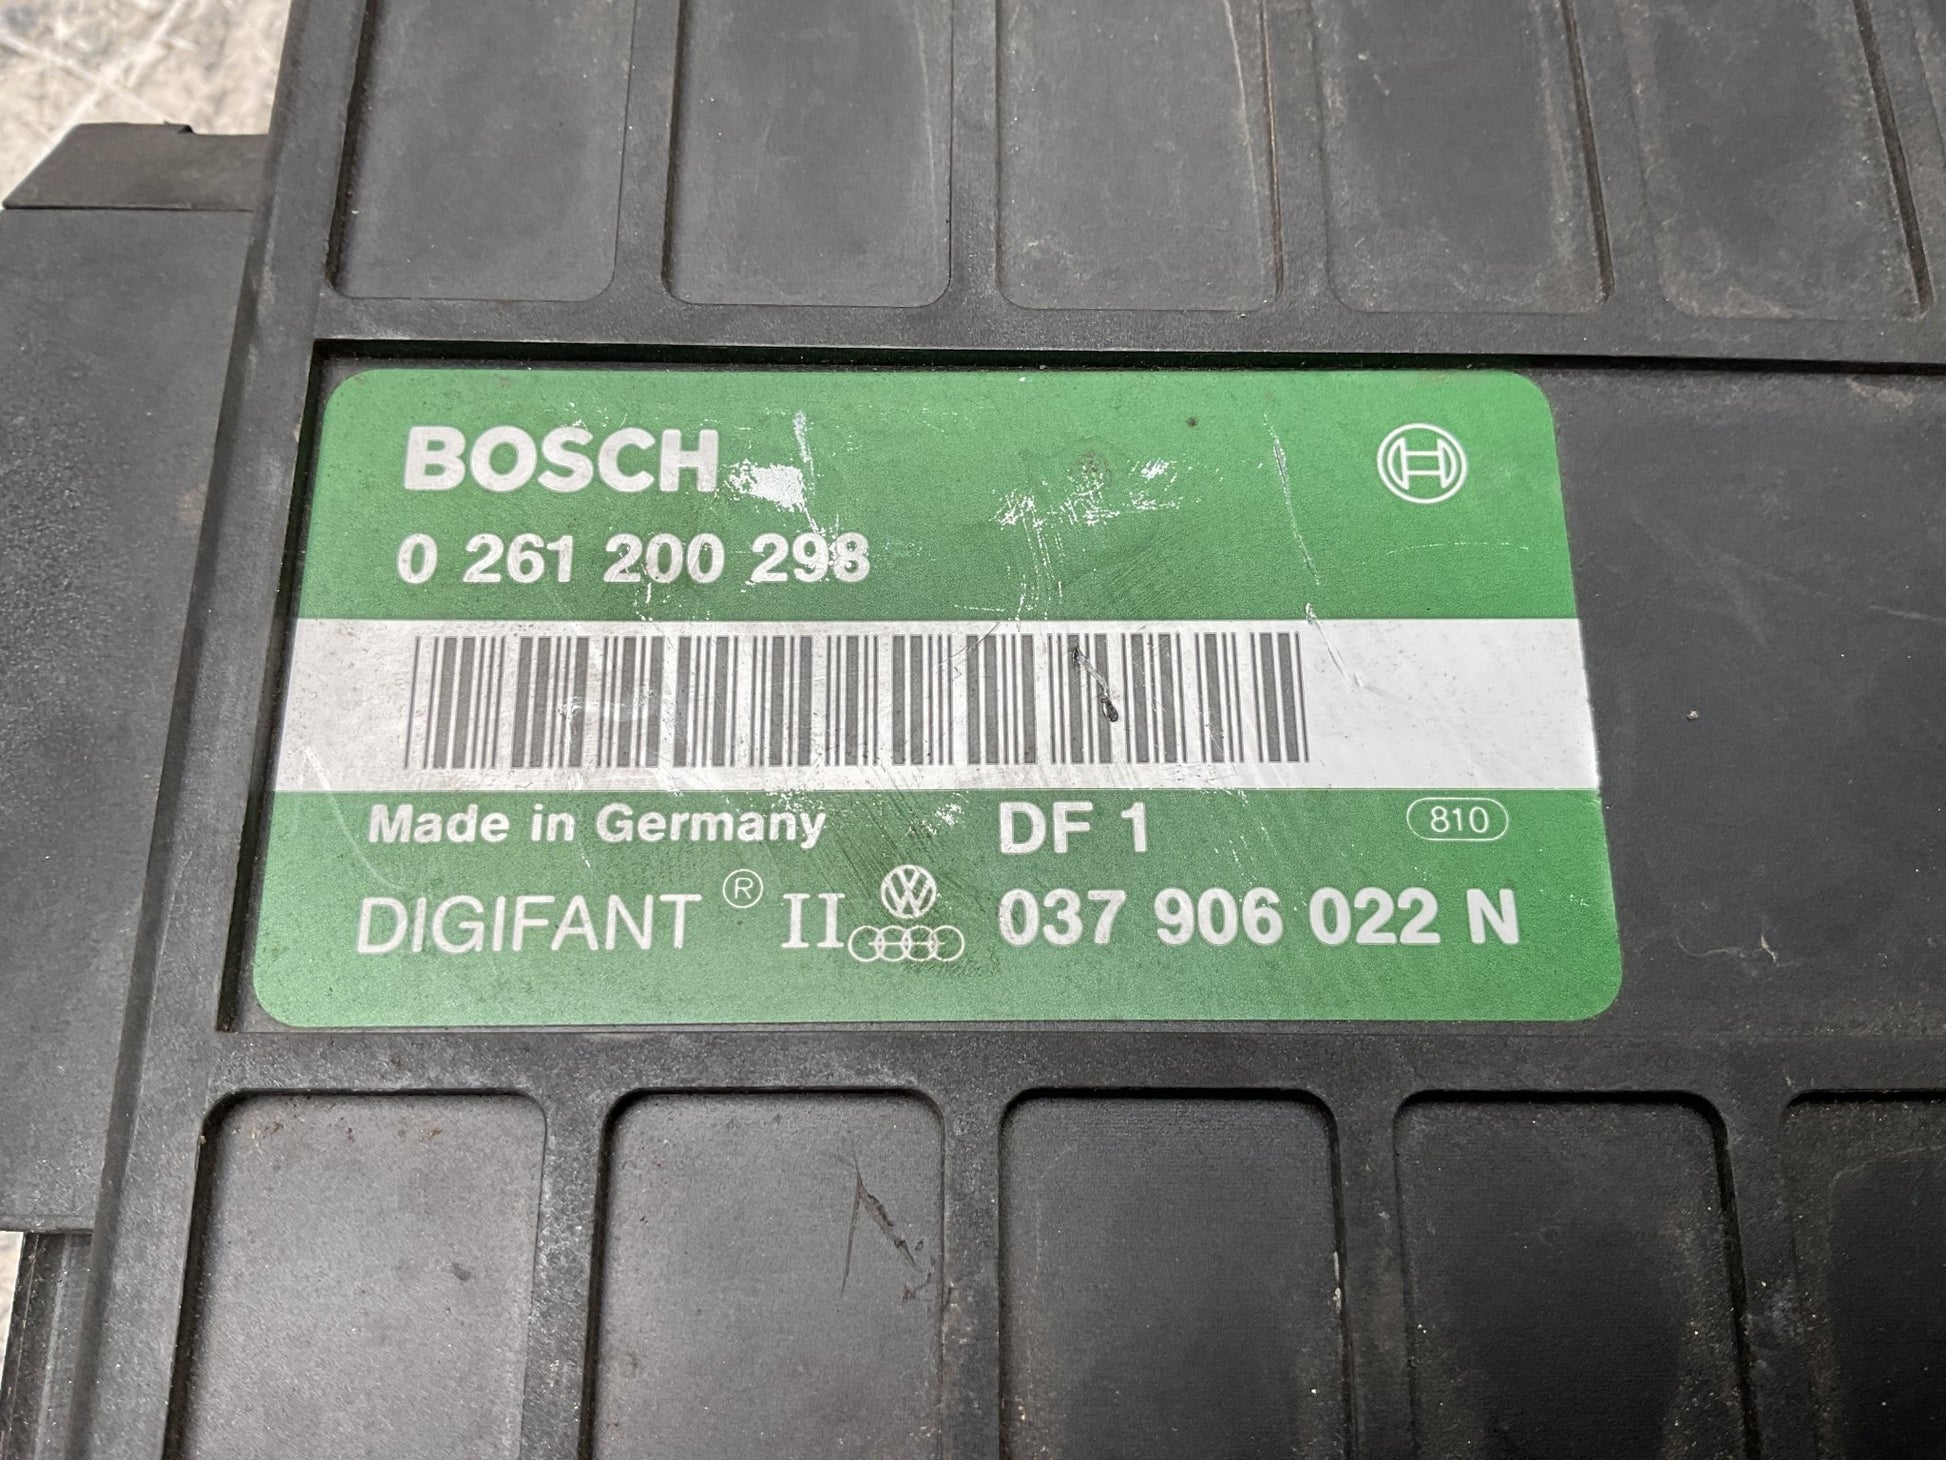 BOSCH
0 261 200 298
Made in Germany DF 1 810
DIGIFANT ® II 037 906 022 N